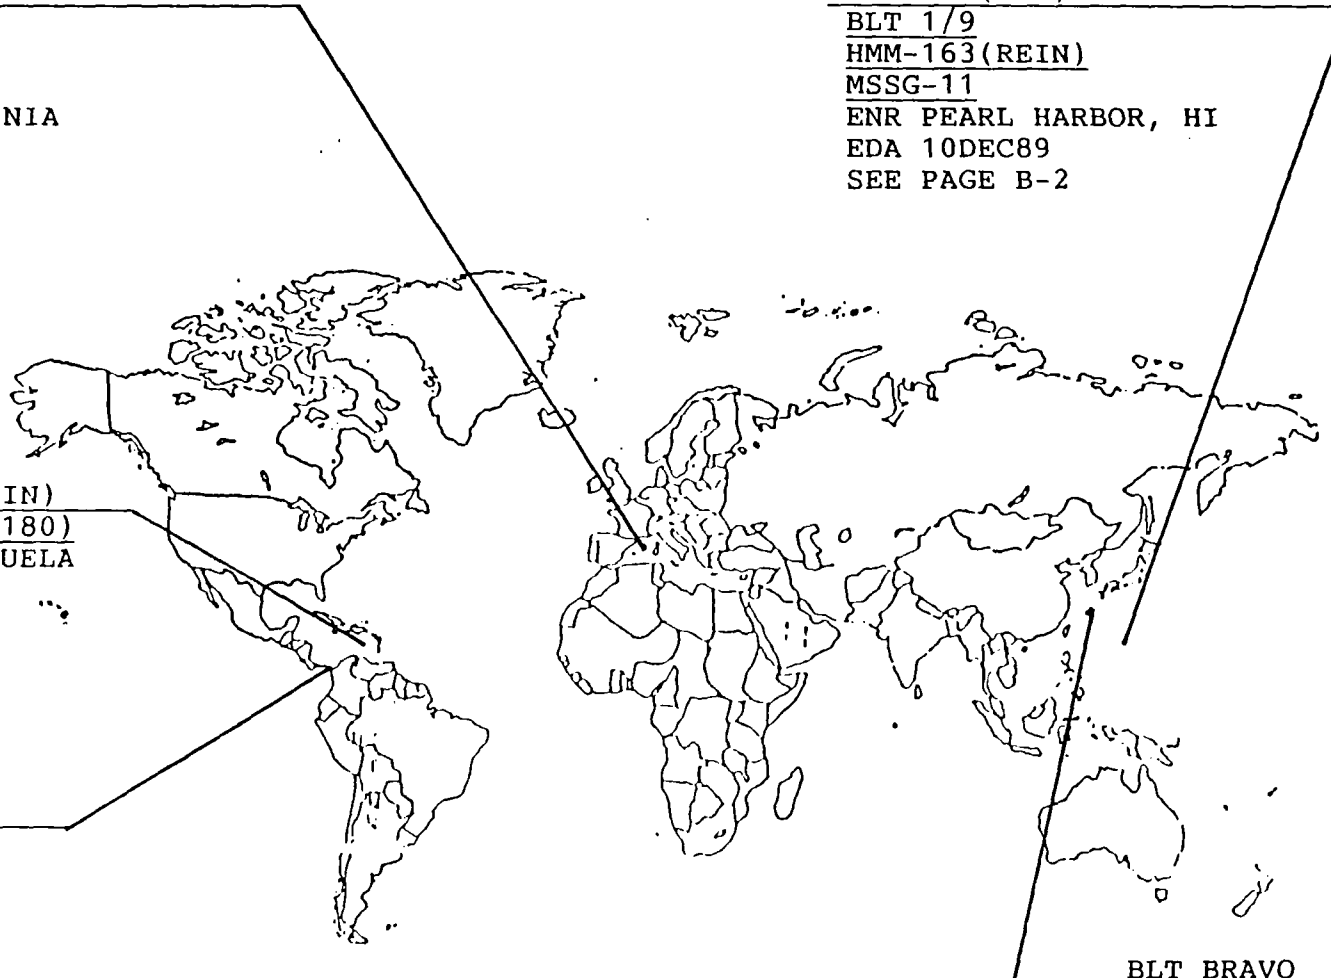 BLT 1/9
HMM-163(REIN)
MSSG-11
ENR PEARL HARBOR, HI
EDA 10DEC89
SEE PAGE B-2
NIA
IN)
180)
UELA
BLT BRAVO